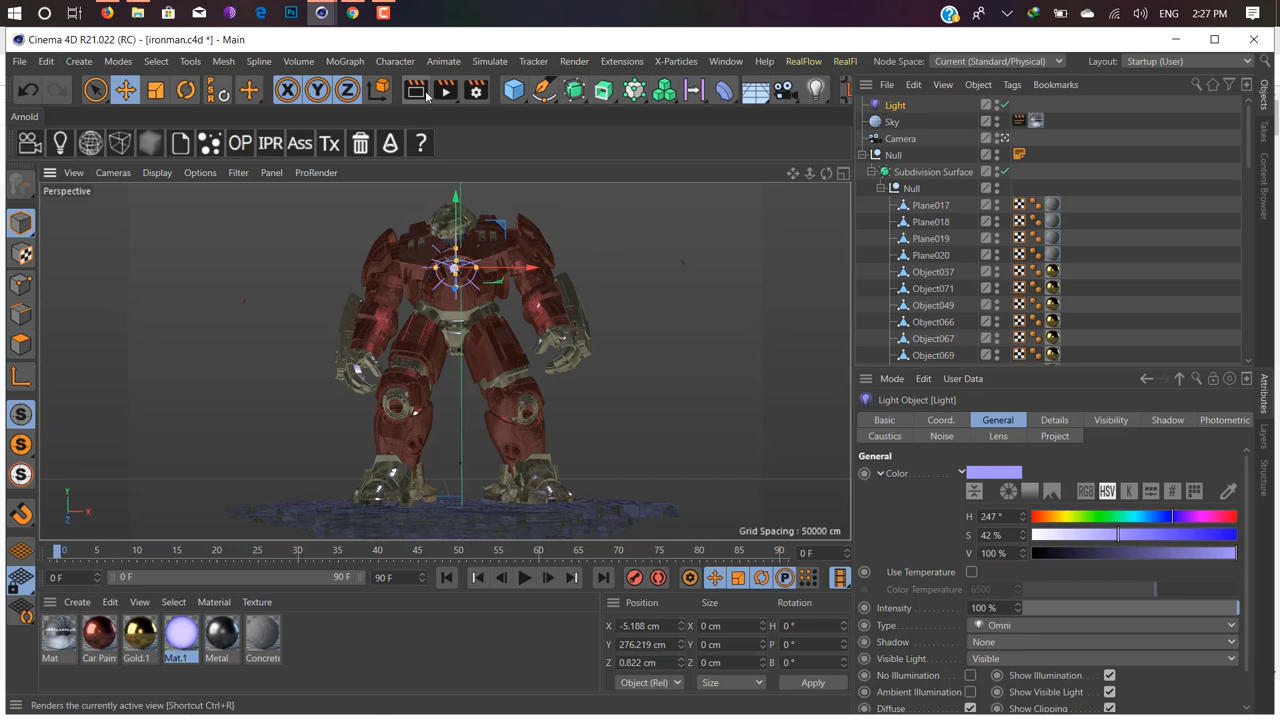 ENG 2:27 PM
Cinema 4D R21.022 (RC) - [ironman.c4d *] - Main
File Edit Create Modes Select Tools Mesh Spline Volume MoGraph Character Animate Simulate Tracker Render Extensions X-Particles Window Help RealFlow RealFl Node Space: Current (Standard/Physical) Layout: Startup (User)
PSR X Y Z File Edit View Object Tags Bookmarks
Arnold
OP IPR Ass Tx ?
View Cameras Display Options Filter Panel ProRender
Perspective
Y
X
Z
Grid Spacing : 50000 cm
Light
Sky
Camera
Null
Subdivision Surface
Null
Plane017
Plane018
Plane019
Plane020
Object037
Object071
Object049
Object066
Object067
Object069
Objects
Takes
Content Browser
Mode Edit User Data
Light Object [Light]
Basic Coord. General Details Visibility Shadow Photometric
Caustics Noise Lens Project
General
Color
RGB HSV K #
H 247 °
S 42 %
V 100 %
Use Temperature
Color Temperature 6500
Intensity 100 %
Type Omni
Shadow None
Visible Light Visible
No Illumination Show Illumination
Ambient Illumination Show Visible Light
Diffuse Show Clipping
Attributes
Layers
Structure
S
S
S
0 5 10 15 20 25 30 35 40 45 50 55 60 65 70 75 80 85 90 0 F
0 F 0 F 90 F 90 F P
Create Edit View Select Material Texture
Mat Car Pain Gold.1 Mat.1 Metal Concrete
Position Size Rotation
X -5.188 cm X 0 cm H 0 °
Y 276.219 cm Y 0 cm P 0 °
Z 0.822 cm Z 0 cm B 0 °
Object (Rel) Size Apply
Renders the currently active view [Shortcut Ctrl+R]